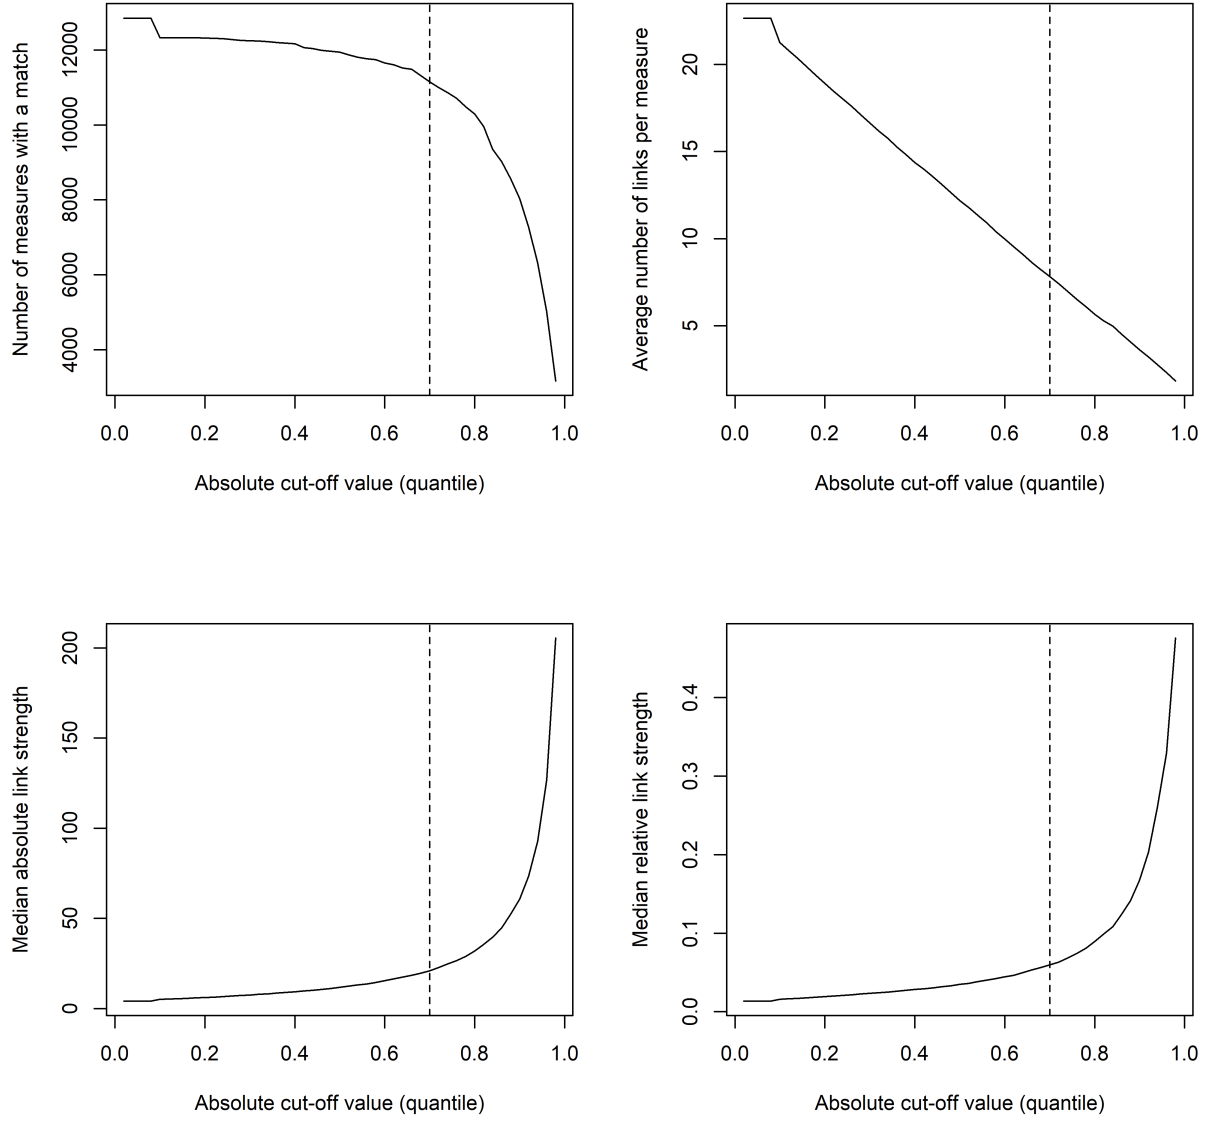 Number of measures with a match
12000
10000
8000
6000
4000
0.0 0.2 0.4 0.6 0.8 1.0
Absolute cut-off value (quantile)
Average number of links per measure
20
15
10
5
0.0 0.2 0.4 0.6 0.8 1.0
Absolute cut-off value (quantile)
Median absolute link strength
200
150
100
50
0
0.0 0.2 0.4 0.6 0.8 1.0
Absolute cut-off value (quantile)
Median relative link strength
0.4
0.3
0.2
0.1
0.0
0.0 0.2 0.4 0.6 0.8 1.0
Absolute cut-off value (quantile)